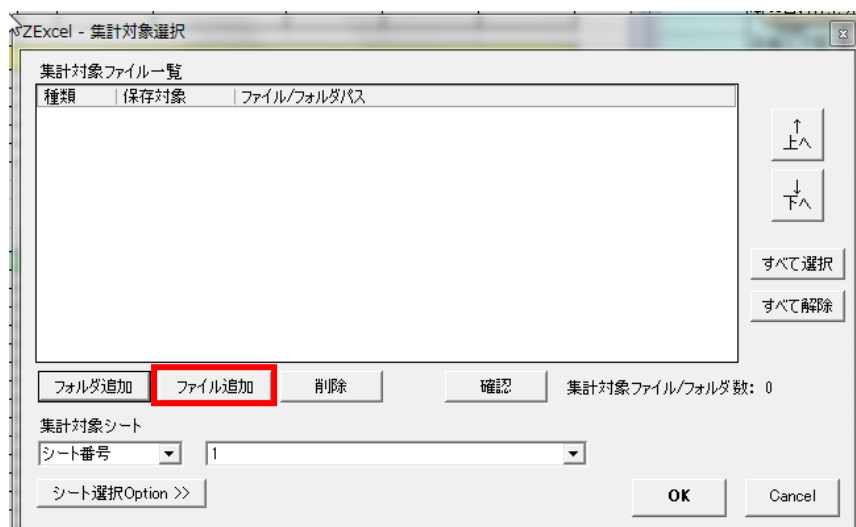 ZExcel - 集計対象選択
集計対象ファイル一覧
種類 保存対象 ファイル/フォルダパス
↑
上へ
↓
下へ
すべて選択
すべて解除
フォルダ追加 ファイル追加 削除 確認 集計対象ファイル/フォルダ数: 0
集計対象シート
シート番号 1
シート選択Option >>
OK Cancel